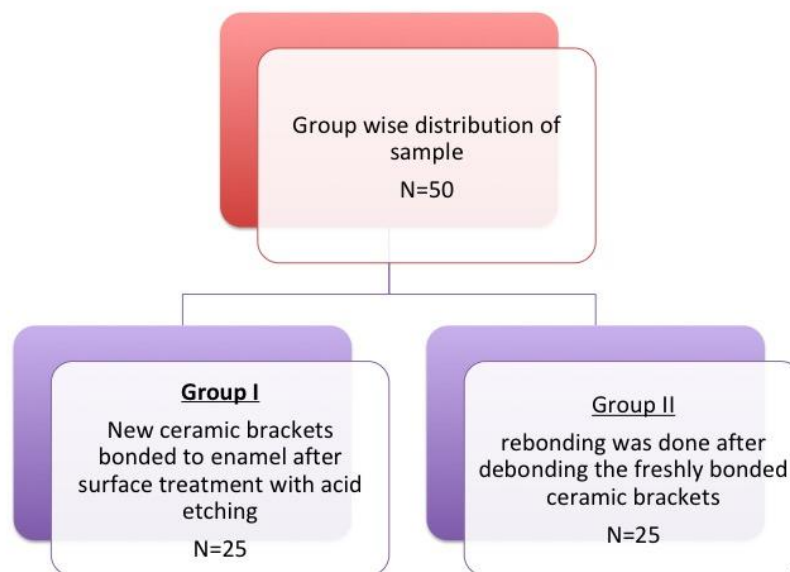 Group wise distribution of
sample
N=50
Group I
New ceramic brackets
bonded to enamel after
surface treatment with acid
etching
N=25
Group II
rebonding was done after
debonding the freshly bonded
ceramic brackets
N=25